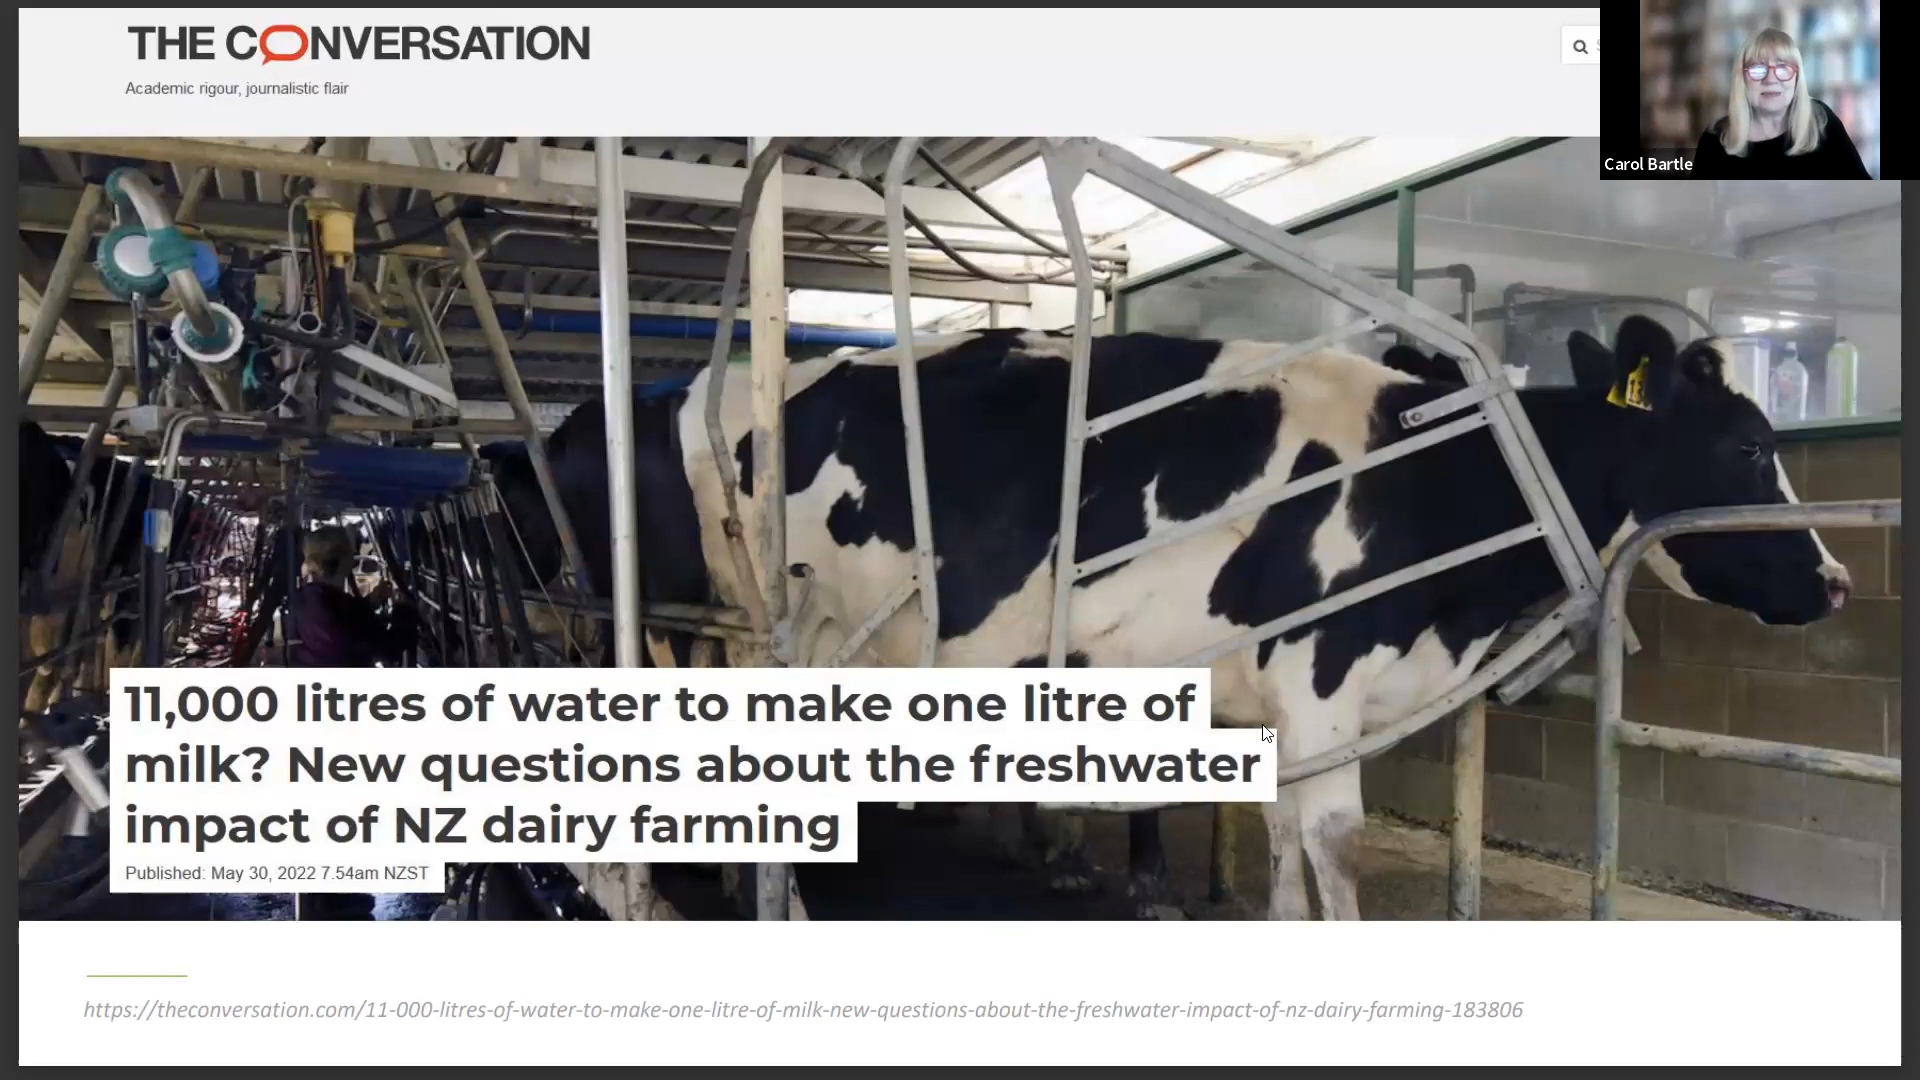 THE CONVERSATION
Academic rigour, journalistic flair
Carol Bartle
11,000 litres of water to make one litre of
milk? New questions about the freshwater
impact of NZ dairy farming
Published: May 30, 2022 7.54am NZST
https://theconversation.com/11-000-litres-of-water-to-make-one-litre-of-milk-new-questions-about-the-freshwater-impact-of-nz-dairy-farming-183806